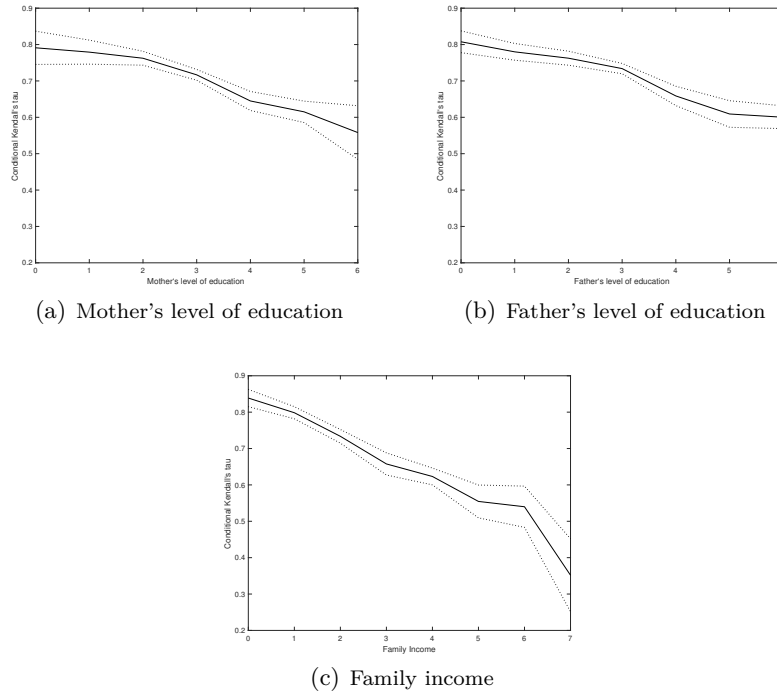 0.9
0.8
0.7
0.6
0.5
0.4
0.3
0.2
Conditional Kendall's tau
0 1 2 3 4 5 6
Mother's level of education
(a) Mother's level of education
0.9
0.8
0.7
0.6
0.5
0.4
0.3
0.2
Conditional Kendall's tau
0 1 2 3 4 5
Father's level of education
(b) Father's level of education
0.9
0.8
0.7
0.6
0.5
0.4
0.3
0.2
Conditional Kendall's tau
0 1 2 3 4 5 6 7
Family Income
(c) Family income